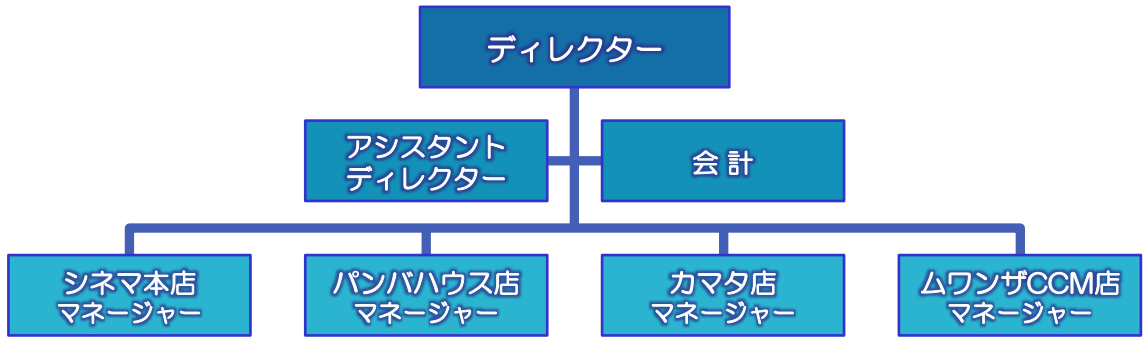 ディレクター
アシスタント
ディレクター
会計
シネマ本店
マネージャー
パンバハウス店
マネージャー
カマタ店
マネージャー
ムワンザCCM店
マネージャー